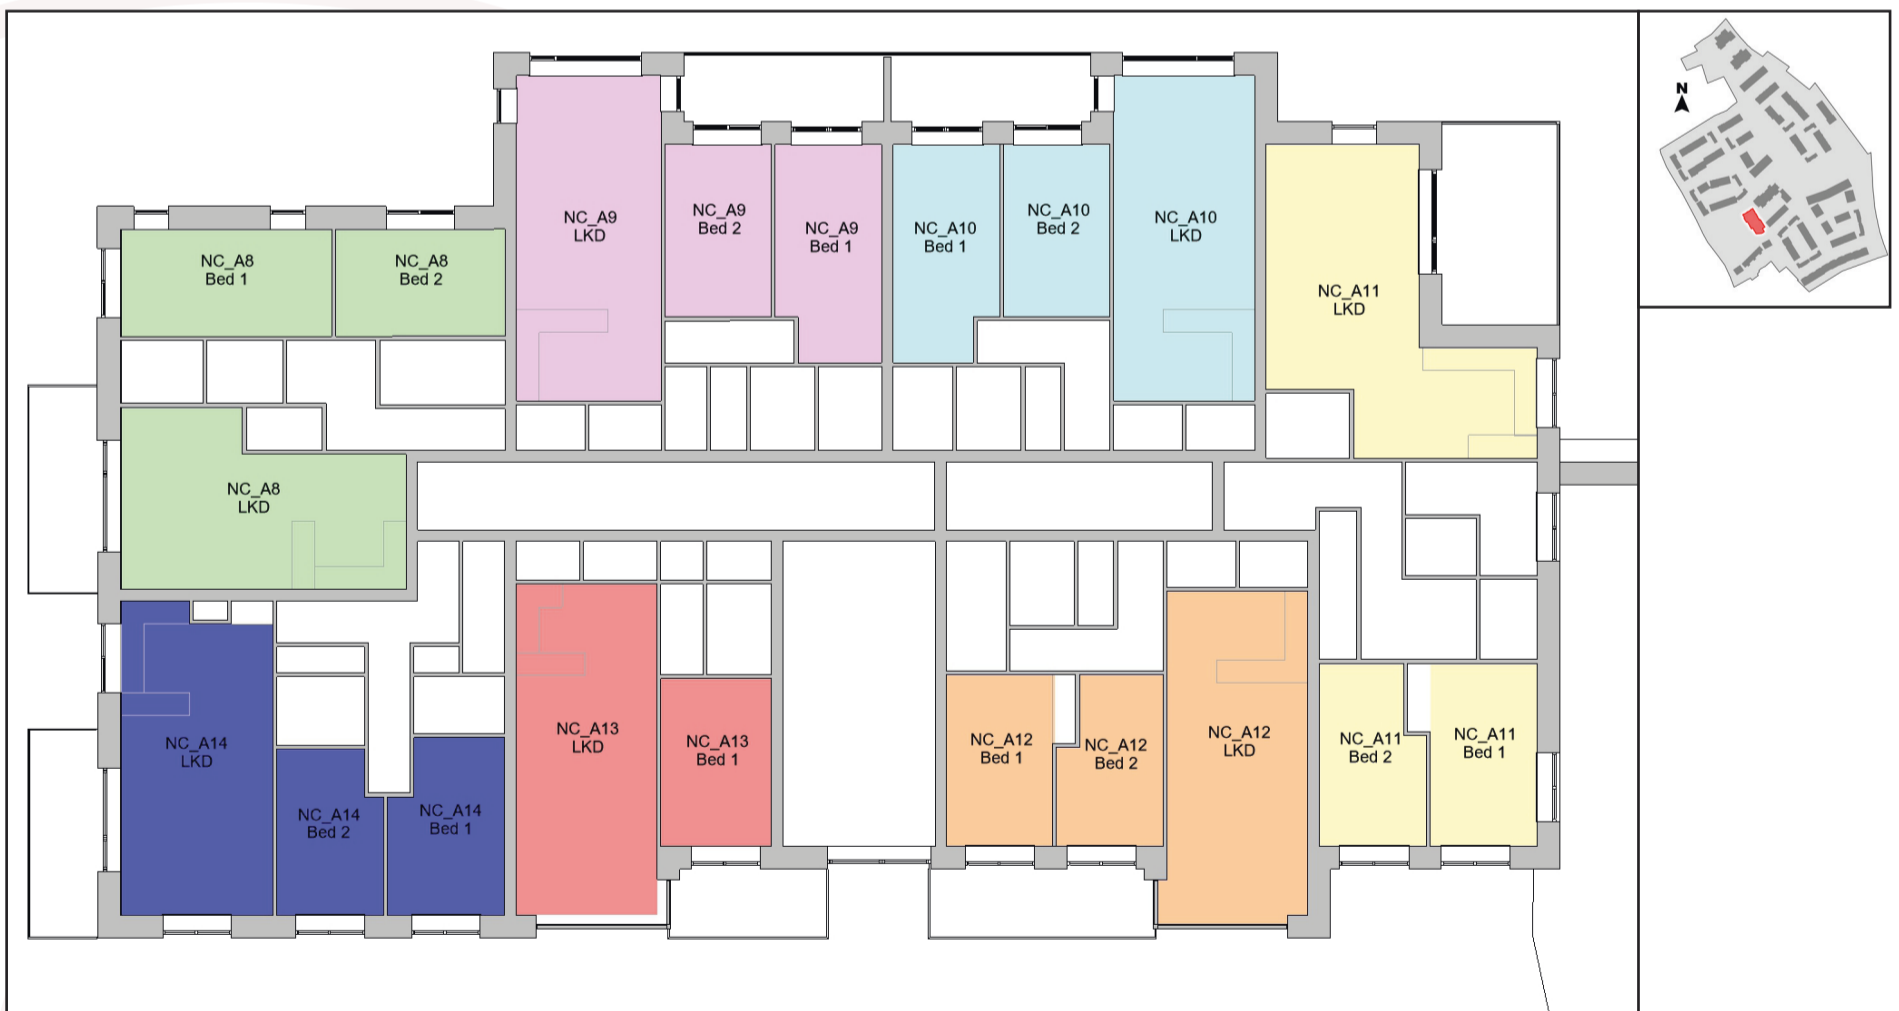 N
NC_A9
LKD
NC_A9
Bed 2
NC_A9
Bed 1
NC_A10
Bed 1
NC_A10
Bed 2
NC_A10
LKD
NC_A8
Bed 1
NC_A8
Bed 2
NC_A11
LKD
NC_A8
LKD
NC_A14
LKD
NC_A14
Bed 2
NC_A14
Bed 1
NC_A13
LKD
NC_A13
Bed 1
NC_A12
Bed 1
NC_A12
Bed 2
NC_A12
LKD
NC_A11
Bed 2
NC_A11
Bed 1